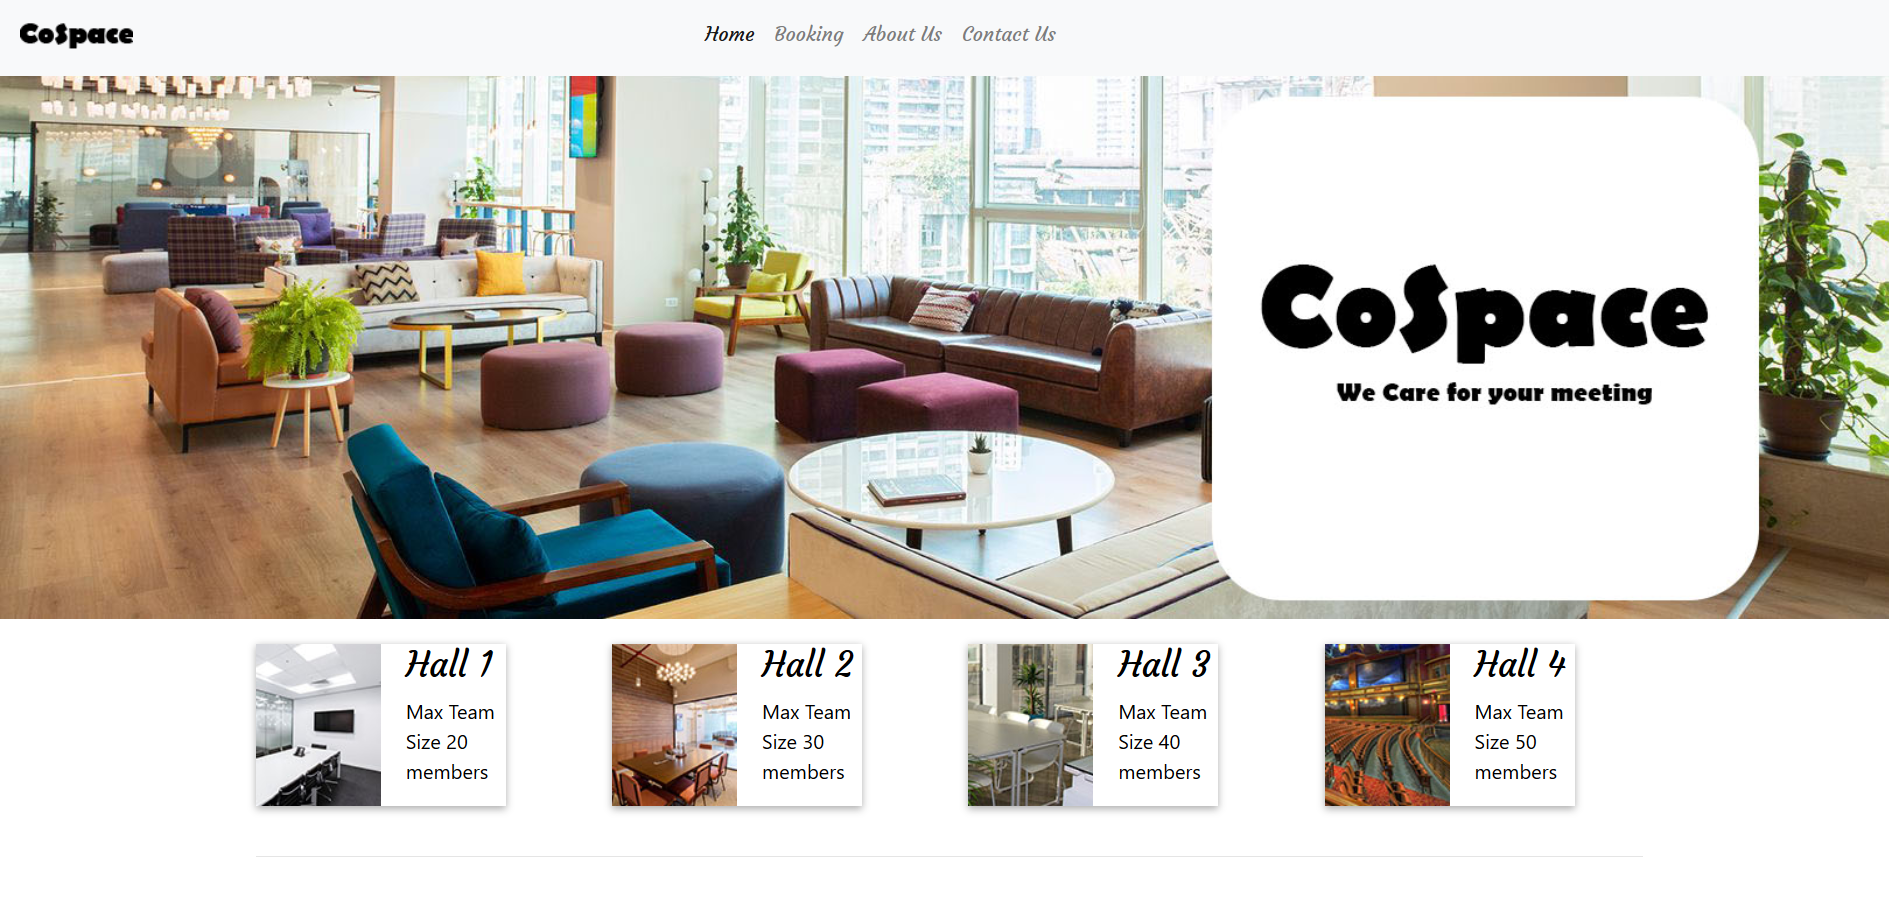 CoSpace
Home Booking About Us Contact Us
CoSpace
We Care for your meeting
Hall 1
Max Team
Size 20
members
Hall 2
Max Team
Size 30
members
Hall 3
Max Team
Size 40
members
Hall 4
Max Team
Size 50
members